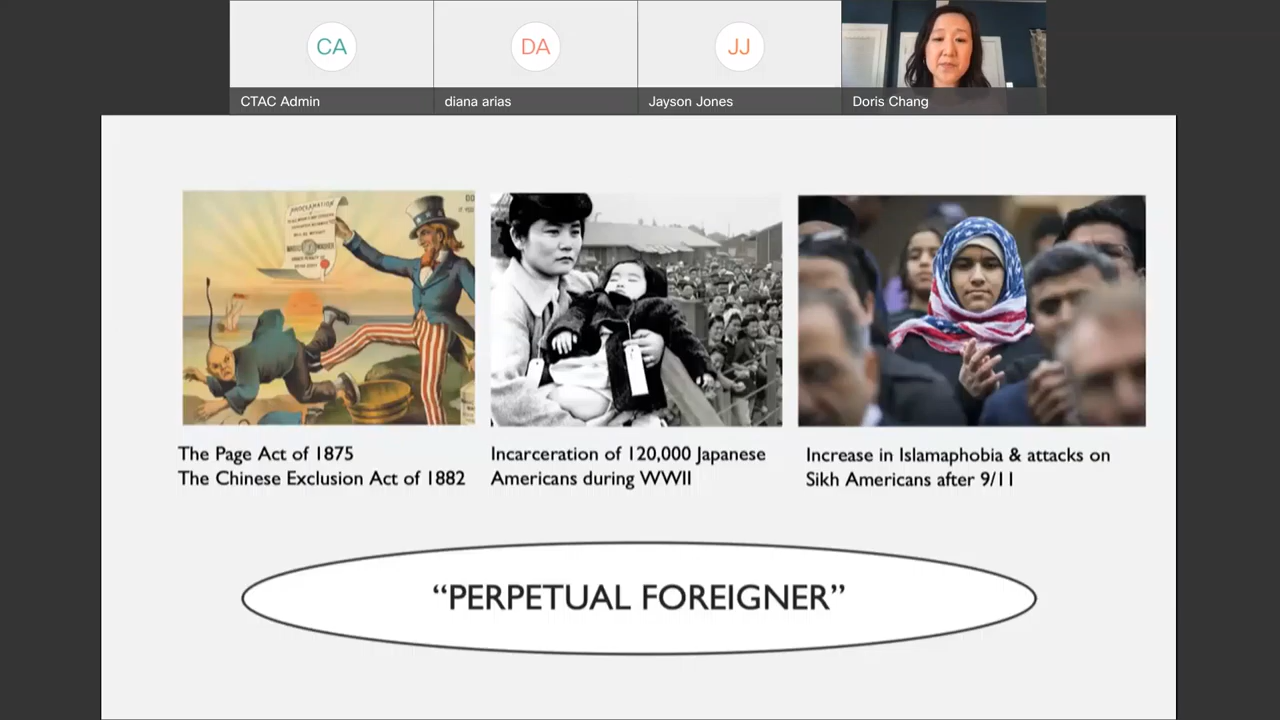 CA
DA
JJ
CTAC Admin
diana arias
Jayson Jones
Doris Chang
PROCLAMATION
The Page Act of 1875
The Chinese Exclusion Act of 1882
Incarceration of 120,000 Japanese
Americans during WWII
Increase in Islamaphobia & attacks on
Sikh Americans after 9/11
“PERPETUAL FOREIGNER”